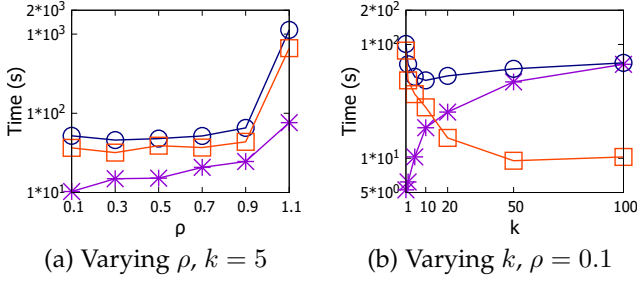 2*10³
1*10³
1*10²
1*10¹
Time (s)
0.1 0.3 0.5 0.7 0.9 1.1
ρ
(a) Varying ρ, k = 5
2*10²
1*10²
1*10¹
5*10⁰
Time (s)
1 10 20 50 100
k
(b) Varying k, ρ = 0.1